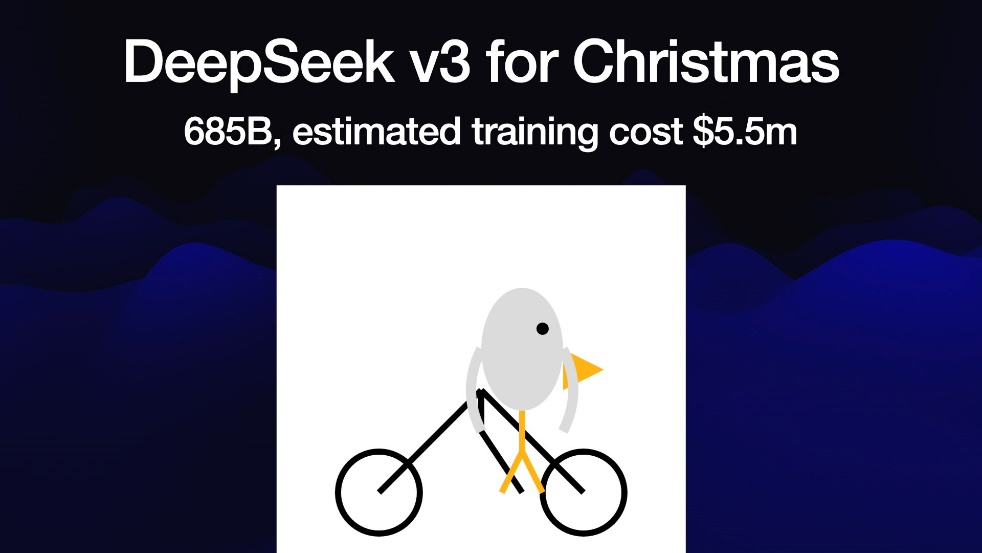 DeepSeek v3 for Christmas
685B, estimated training cost $5.5m